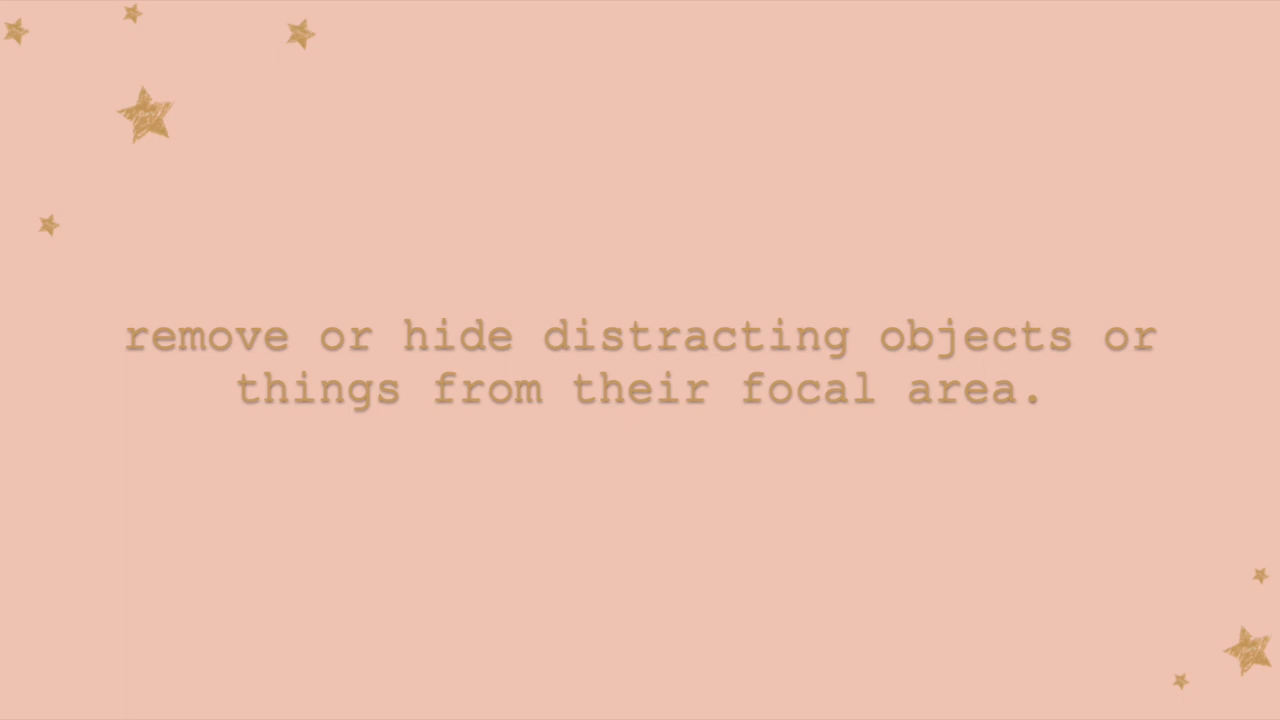 remove or hide distracting objects or
things from their focal area.